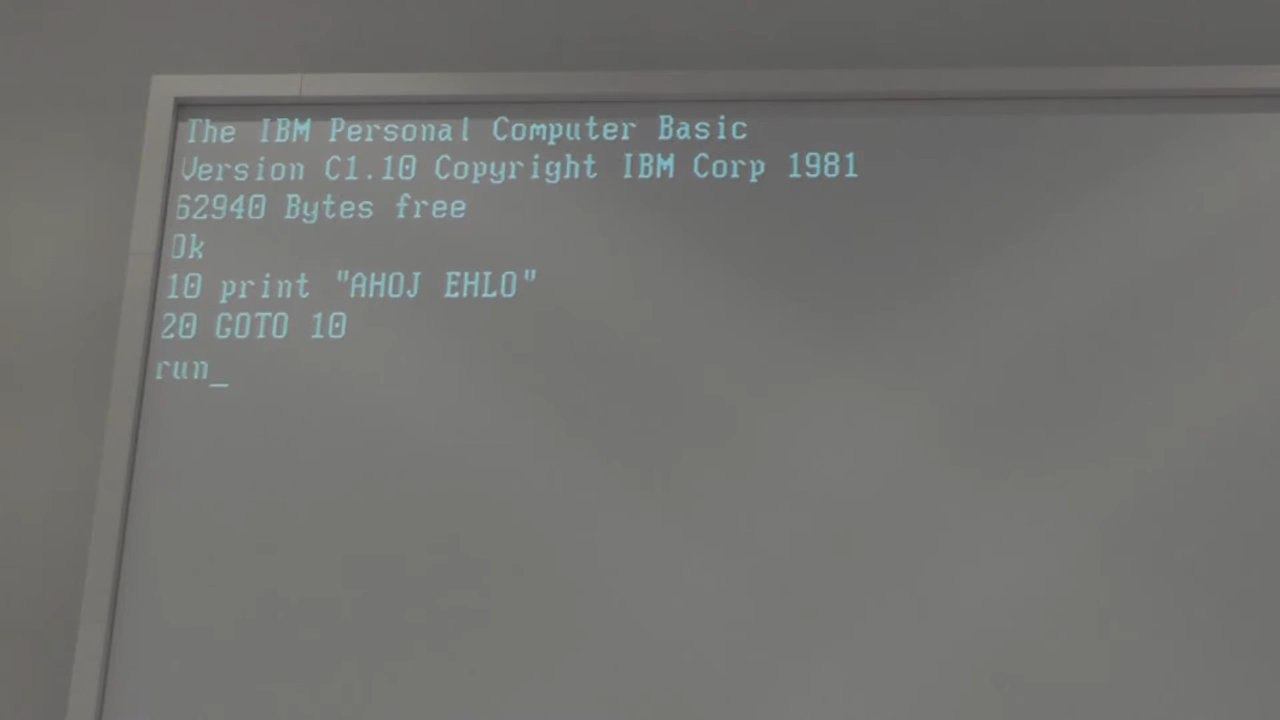 The IBM Personal Computer Basic
Version C1.10 Copyright IBM Corp 1981
62940 Bytes free
Ok
10 print "AHOJ EHLO"
20 GOTO 10
run_